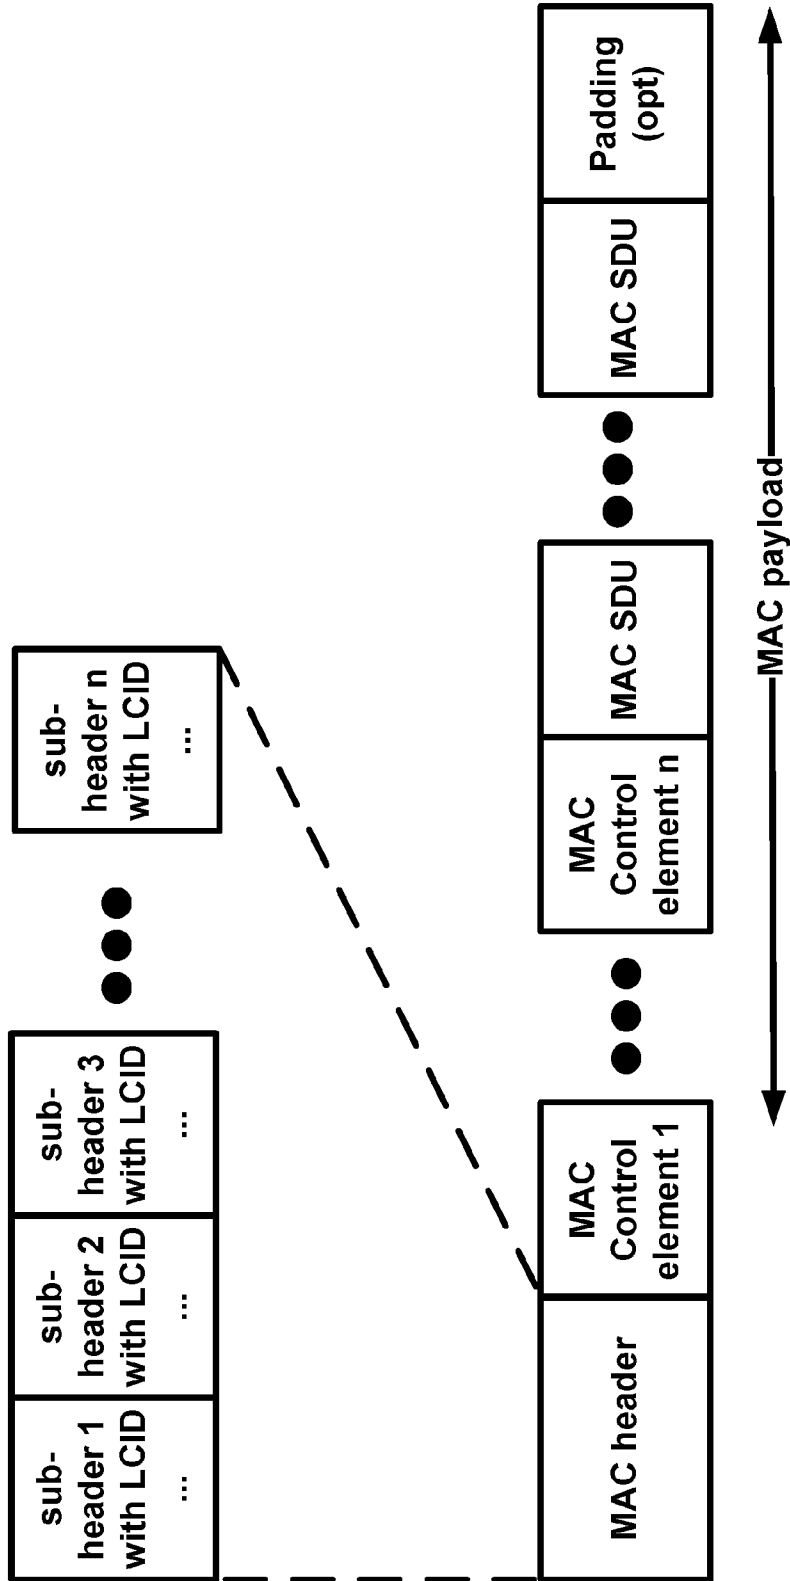 sub-
header 1
with LCID
...
sub-
header 2
with LCID
...
sub-
header 3
with LCID
...
sub-
header n
with LCID
...
MAC header
MAC
Control
element 1
MAC
Control
element n
MAC SDU
MAC SDU
Padding
(opt)
MAC payload